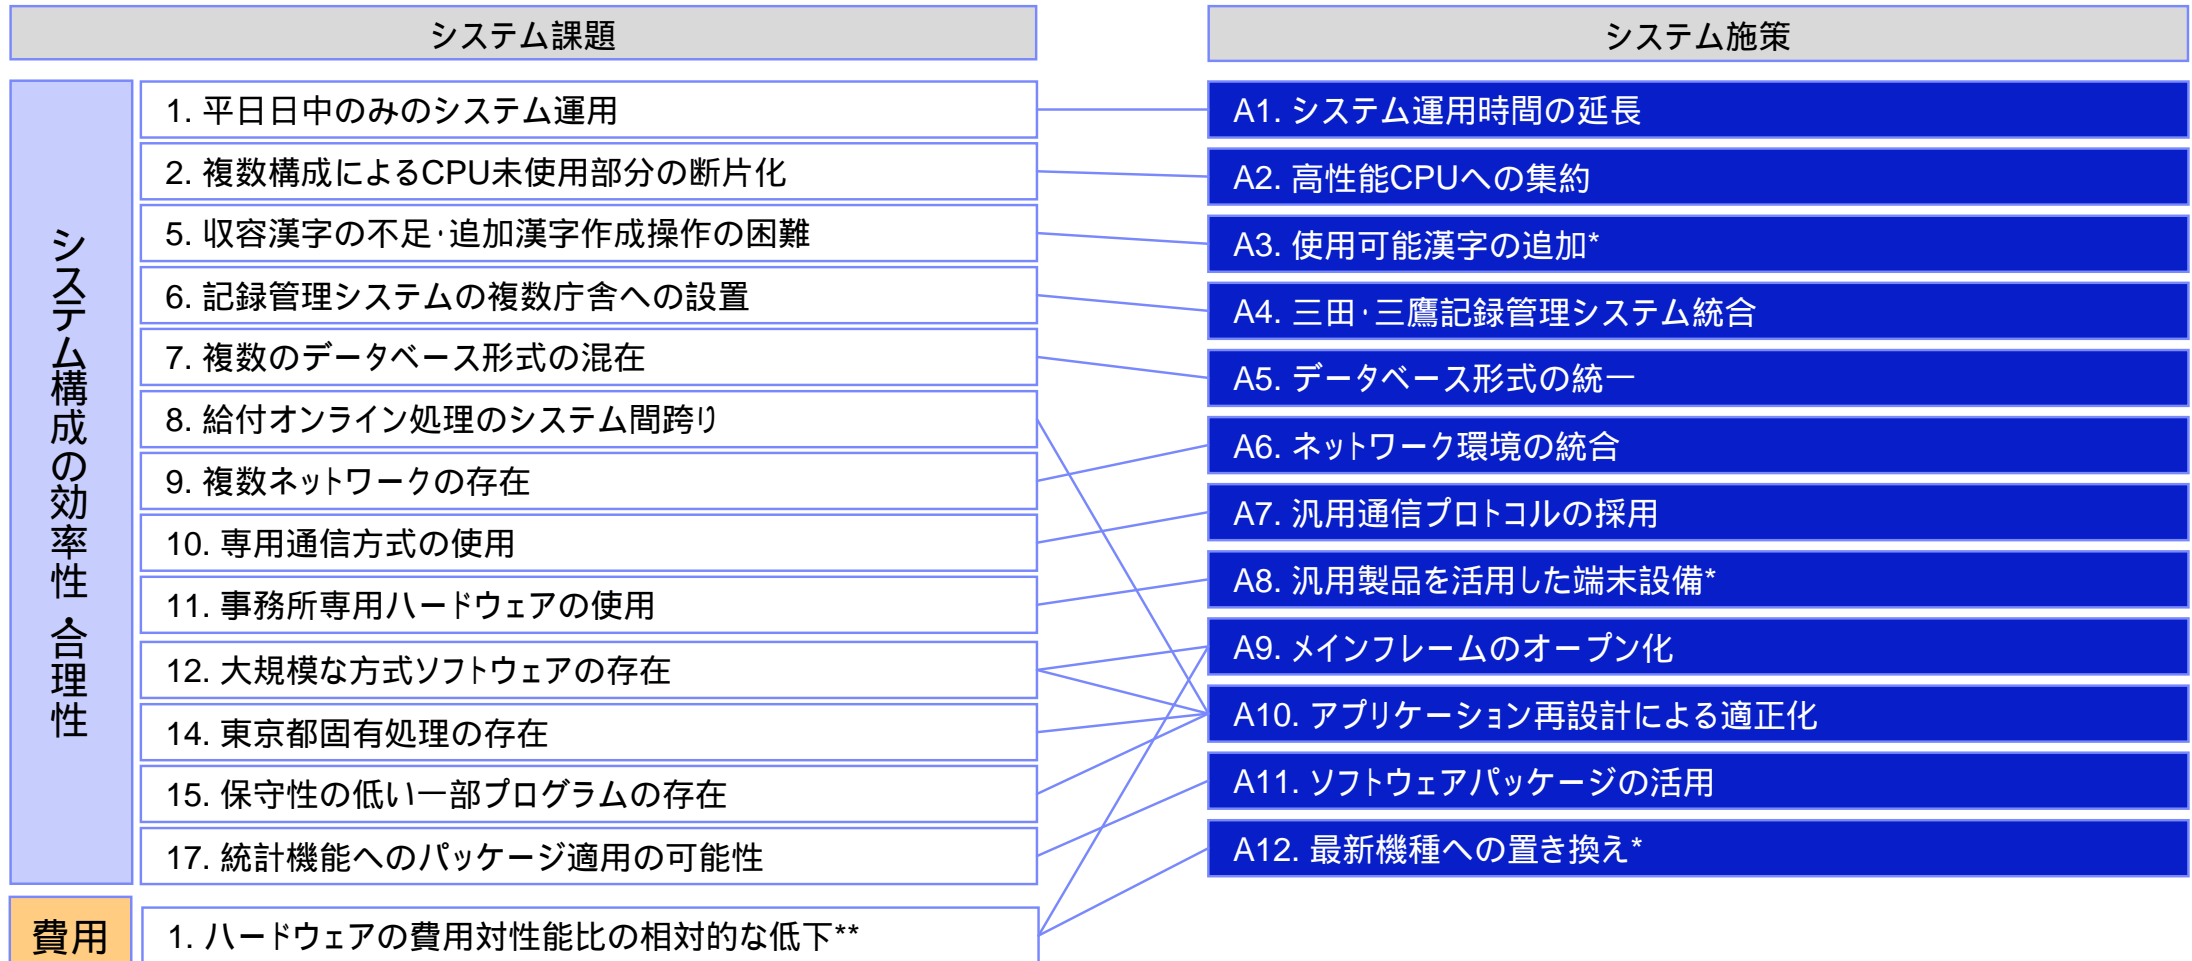 システム課題
システム施策
システム構成の効率性・合理性
1. 平日日中のみのシステム運用
2. 複数構成によるCPU未使用部分の断片化
5. 収容漢字の不足・追加漢字作成操作の困難
6. 記録管理システムの複数庁舎への設置
7. 複数のデータベース形式の混在
8. 給付オンライン処理のシステム間跨り
9. 複数ネットワークの存在
10. 専用通信方式の使用
11. 事務所専用ハードウェアの使用
12. 大規模な方式ソフトウェアの存在
14. 東京都固有処理の存在
15. 保守性の低い一部プログラムの存在
17. 統計機能へのパッケージ適用の可能性
費用
1. ハードウェアの費用対性能比の相対的な低下**
A1. システム運用時間の延長
A2. 高性能CPUへの集約
A3. 使用可能漢字の追加*
A4. 三田・三鷹記録管理システム統合
A5. データベース形式の統一
A6. ネットワーク環境の統合
A7. 汎用通信プロトコルの採用
A8. 汎用製品を活用した端末設備*
A9. メインフレームのオープン化
A10. アプリケーション再設計による適正化
A11. ソフトウェアパッケージの活用
A12. 最新機種への置き換え*